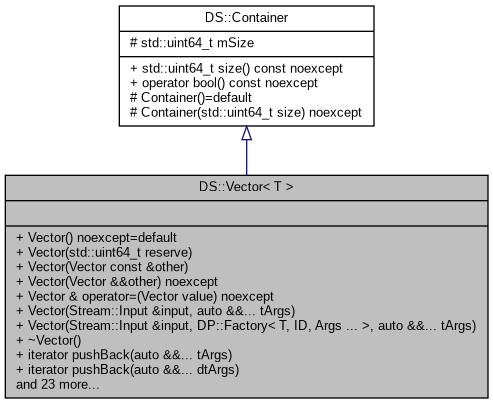 DS::Container
# std::uint64_t mSize
+ std::uint64_t size() const noexcept
+ operator bool() const noexcept
# Container()=default
# Container(std::uint64_t size) noexcept
DS::Vector< T >
+ Vector() noexcept=default
+ Vector(std::uint64_t reserve)
+ Vector(Vector const &other)
+ Vector(Vector &&other) noexcept
+ Vector & operator=(Vector value) noexcept
+ Vector(Stream::Input &input, auto &&... tArgs)
+ Vector(Stream::Input &input, DP::Factory< T, ID, Args ... >, auto &&... tArgs)
+ ~Vector()
+ iterator pushBack(auto &&... tArgs)
+ iterator pushBack(auto &&... dtArgs)
and 23 more...